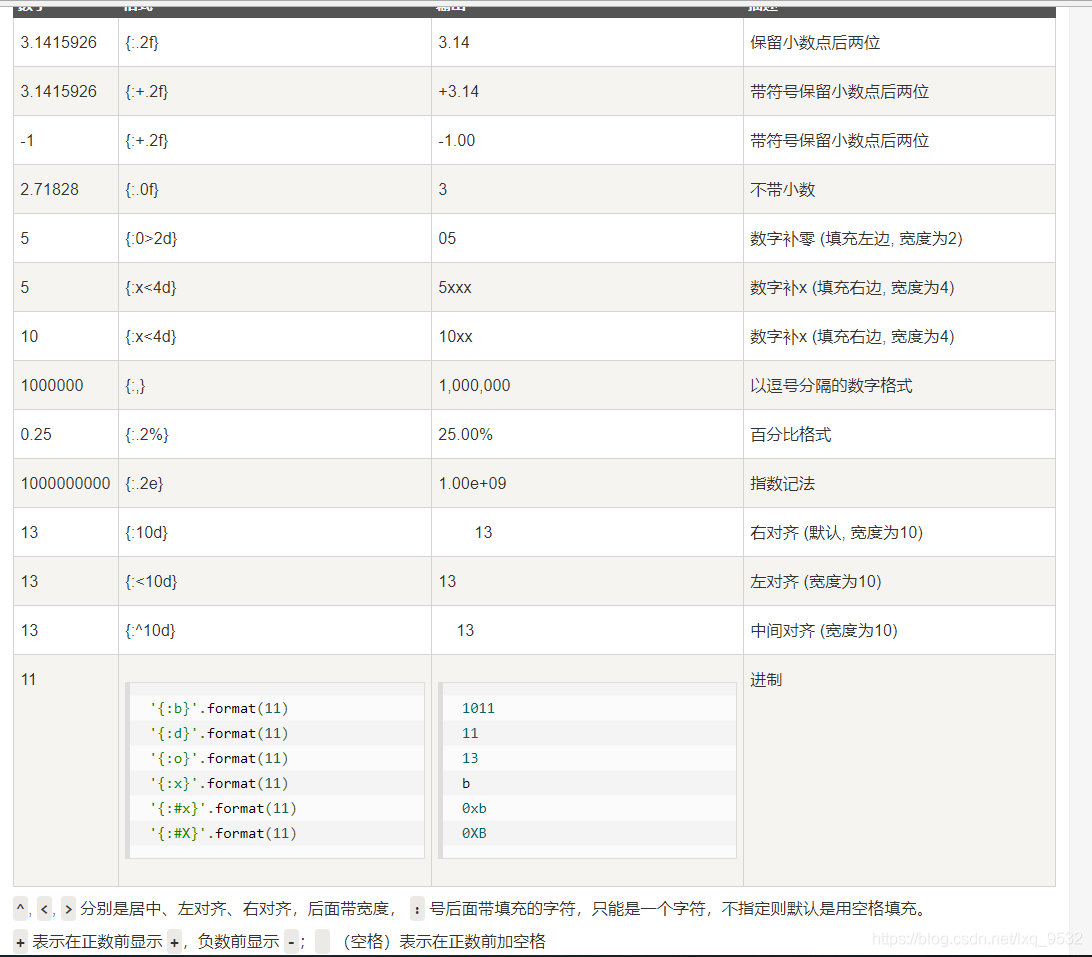 数字 格式 输出 描述
3.1415926 {:.2f} 3.14 保留小数点后两位
3.1415926 {:+.2f} +3.14 带符号保留小数点后两位
-1 {:+.2f} -1.00 带符号保留小数点后两位
2.71828 {:.0f} 3 不带小数
5 {:0>2d} 05 数字补零 (填充左边, 宽度为2)
5 {:x<4d} 5xxx 数字补x (填充右边, 宽度为4)
10 {:x<4d} 10xx 数字补x (填充右边, 宽度为4)
1000000 {:,} 1,000,000 以逗号分隔的数字格式
0.25 {:.2%} 25.00% 百分比格式
1000000000 {:.2e} 1.00e+09 指数记法
13 {:10d} 13 右对齐 (默认, 宽度为10)
13 {:<10d} 13 左对齐 (宽度为10)
13 {:^10d} 13 中间对齐 (宽度为10)
11 进制
'{:b}'.format(11) 1011
'{:d}'.format(11) 11
'{:o}'.format(11) 13
'{:x}'.format(11) b
'{:#x}'.format(11) 0xb
'{:#X}'.format(11) 0XB
^, <, > 分别是居中、左对齐、右对齐，后面带宽度， : 号后面带填充的字符，只能是一个字符，不指定则默认是用空格填充。
+ 表示在正数前显示 +，负数前显示 -； （空格）表示在正数前加空格
https://blog.csdn.net/lxq_9532